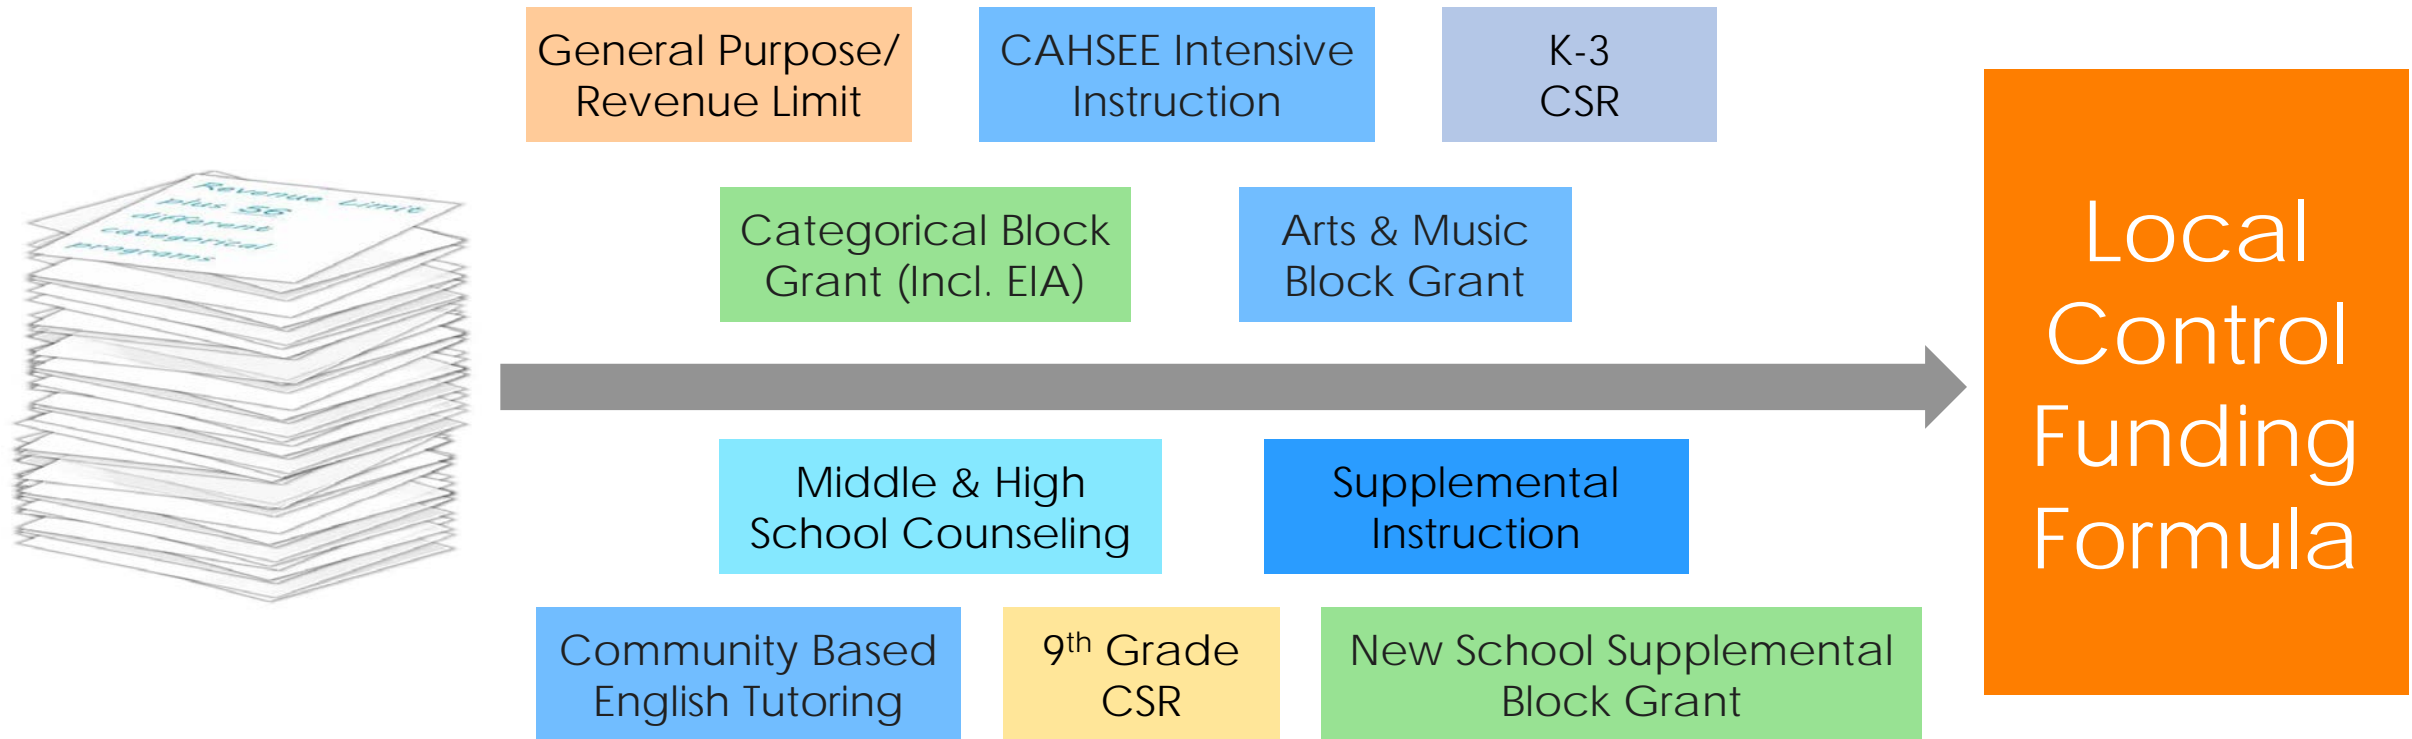 General Purpose/
Revenue Limit
CAHSEE Intensive
Instruction
K-3
CSR
Revenue Limit
plus 56
different
categorical
programs
Categorical Block
Grant (Incl. EIA)
Arts & Music
Block Grant
Local
Control
Funding
Formula
Middle & High
School Counseling
Supplemental
Instruction
Community Based
English Tutoring
9th Grade
CSR
New School Supplemental
Block Grant